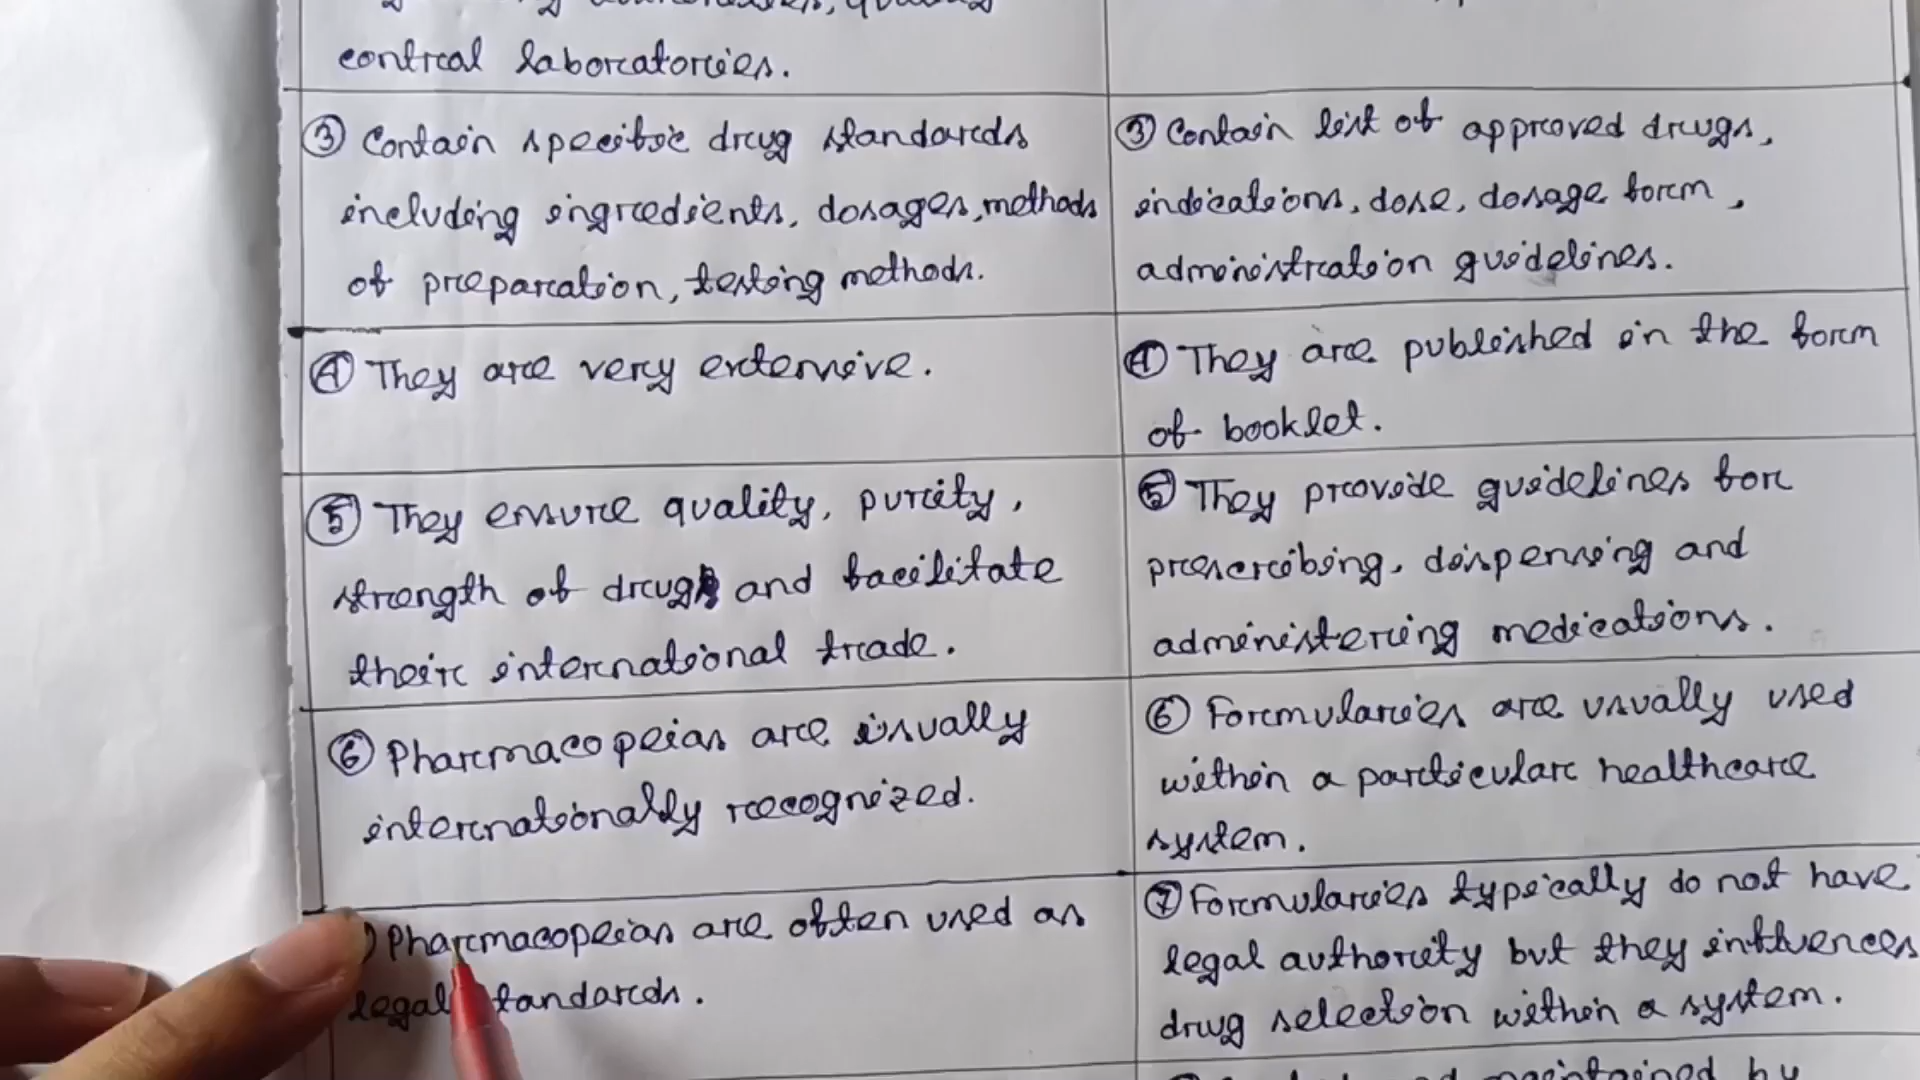 control laboratories.
③ Contain specific drug standards
including ingredients, dosages, methods
of preparation, testing methods.
④ They are very extensive.
⑤ They ensure quality, purity,
strength of drugs and facilitate
their international trade.
⑥ Pharmacopeias are usually
internationally recognized.
Pharmacopeias are often used as
legal standards.
③ Contain list of approved drugs,
indications, dose, dosage form,
administration guidelines.
④ They are published in the form
of booklet.
⑤ They provide guidelines for
prescribing, dispensing and
administering medications.
⑥ Formularies are usually used
within a particular healthcare
system.
⑦ Formularies typically do not have
legal authority but they influences
drug selection within a system.
maintained by